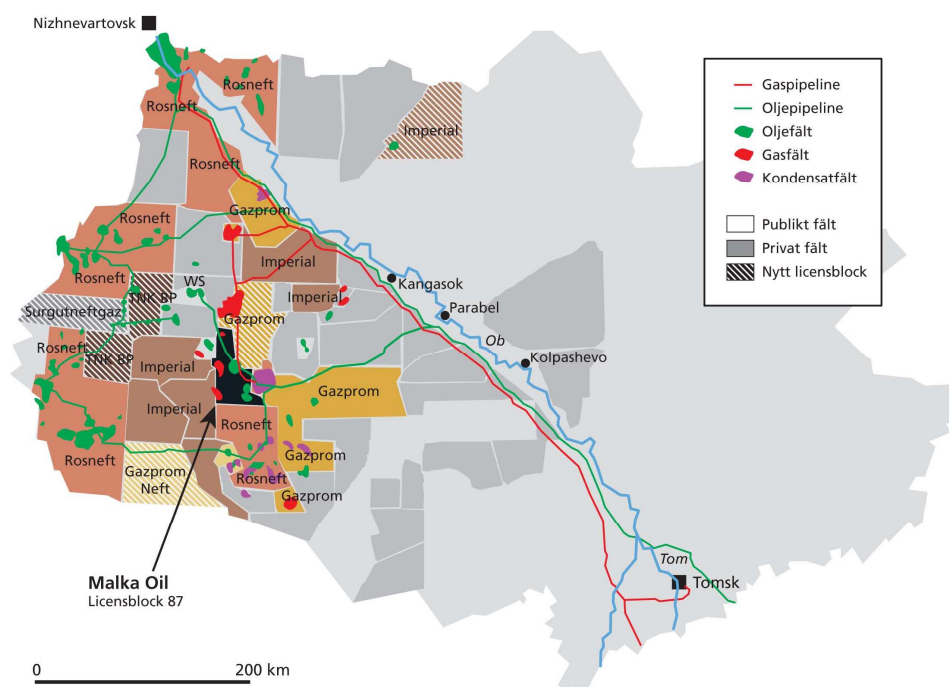 Nizhnevartovsk
Rosneft
Rosneft
Imperial
Rosneft
Gazprom
Rosneft
Imperial
Rosneft
WS
TNK BP
Imperial
Surgutneftgaz
Gazprom
Rosneft
TNK BP
Imperial
Gazprom
Imperial
Rosneft
Rosneft
Gazprom
Gazprom
Neft
Rosneft
Gazprom
Kangasok
Parabel
Ob
Kolpashevo
Tom
Tomsk
Malka Oil
Licensblock 87
0 200 km
Gaspipeline
Oljepipeline
Oljefält
Gasfält
Kondensatfält
Publikt fält
Privat fält
Nytt licensblock